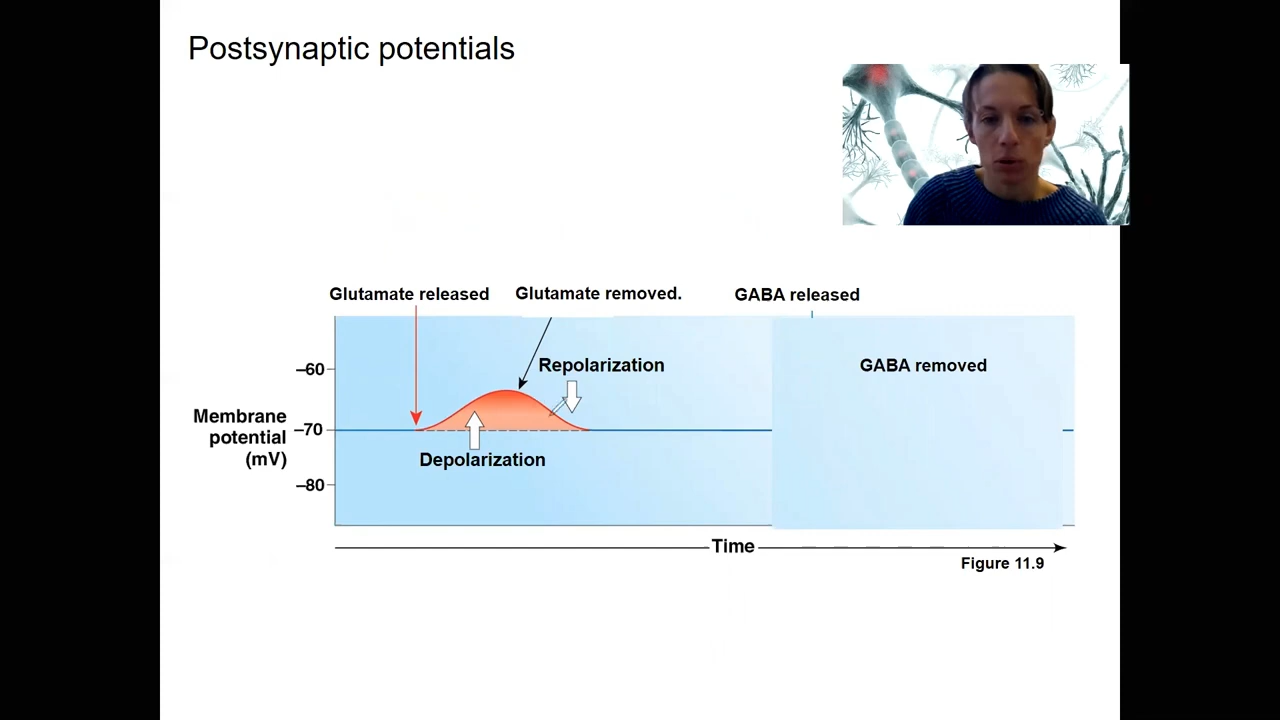 Postsynaptic potentials
Glutamate released
Glutamate removed.
GABA released
–60
Repolarization
GABA removed
Membrane
potential
(mV)
–70
Depolarization
–80
Time
Figure 11.9